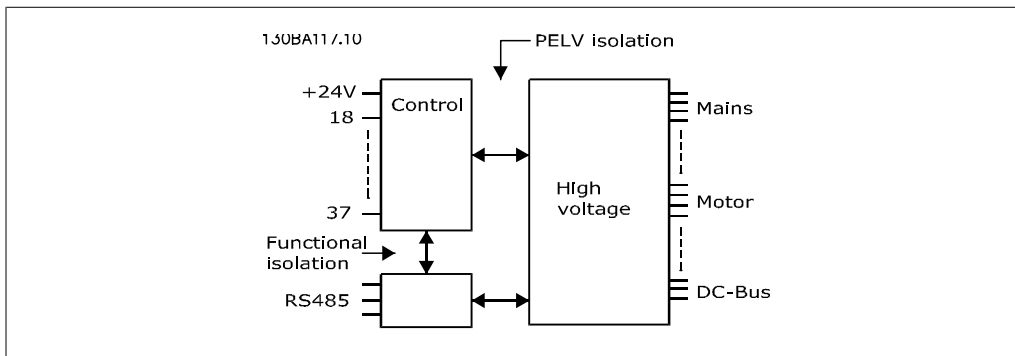 130BA117.10
PELV isolation
+24V
Control
18
Mains
High
voltage
Motor
37
Functional
isolation
RS485
DC-Bus